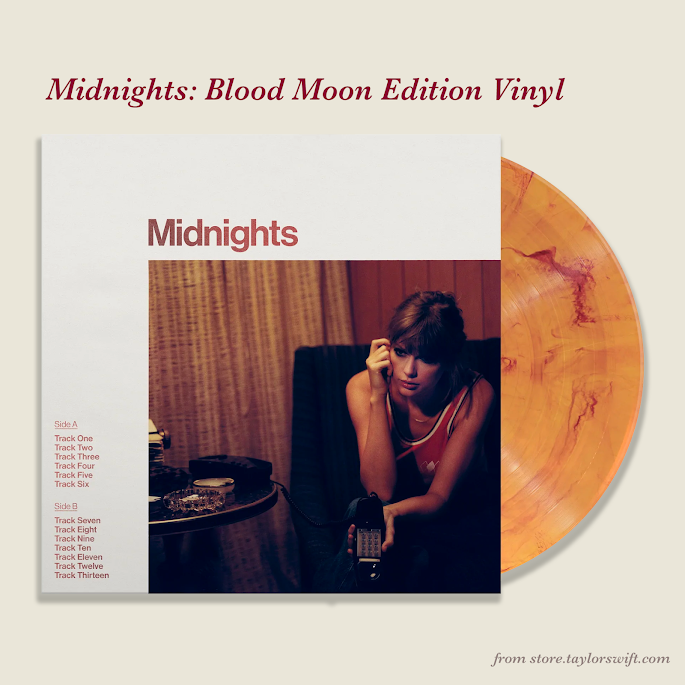 Midnights: Blood Moon Edition Vinyl
Midnights
Side A
Track One
Track Two
Track Three
Track Four
Track Five
Track Six
Side B
Track Seven
Track Eight
Track Nine
Track Ten
Track Eleven
Track Twelve
Track Thirteen
from store.taylorswift.com